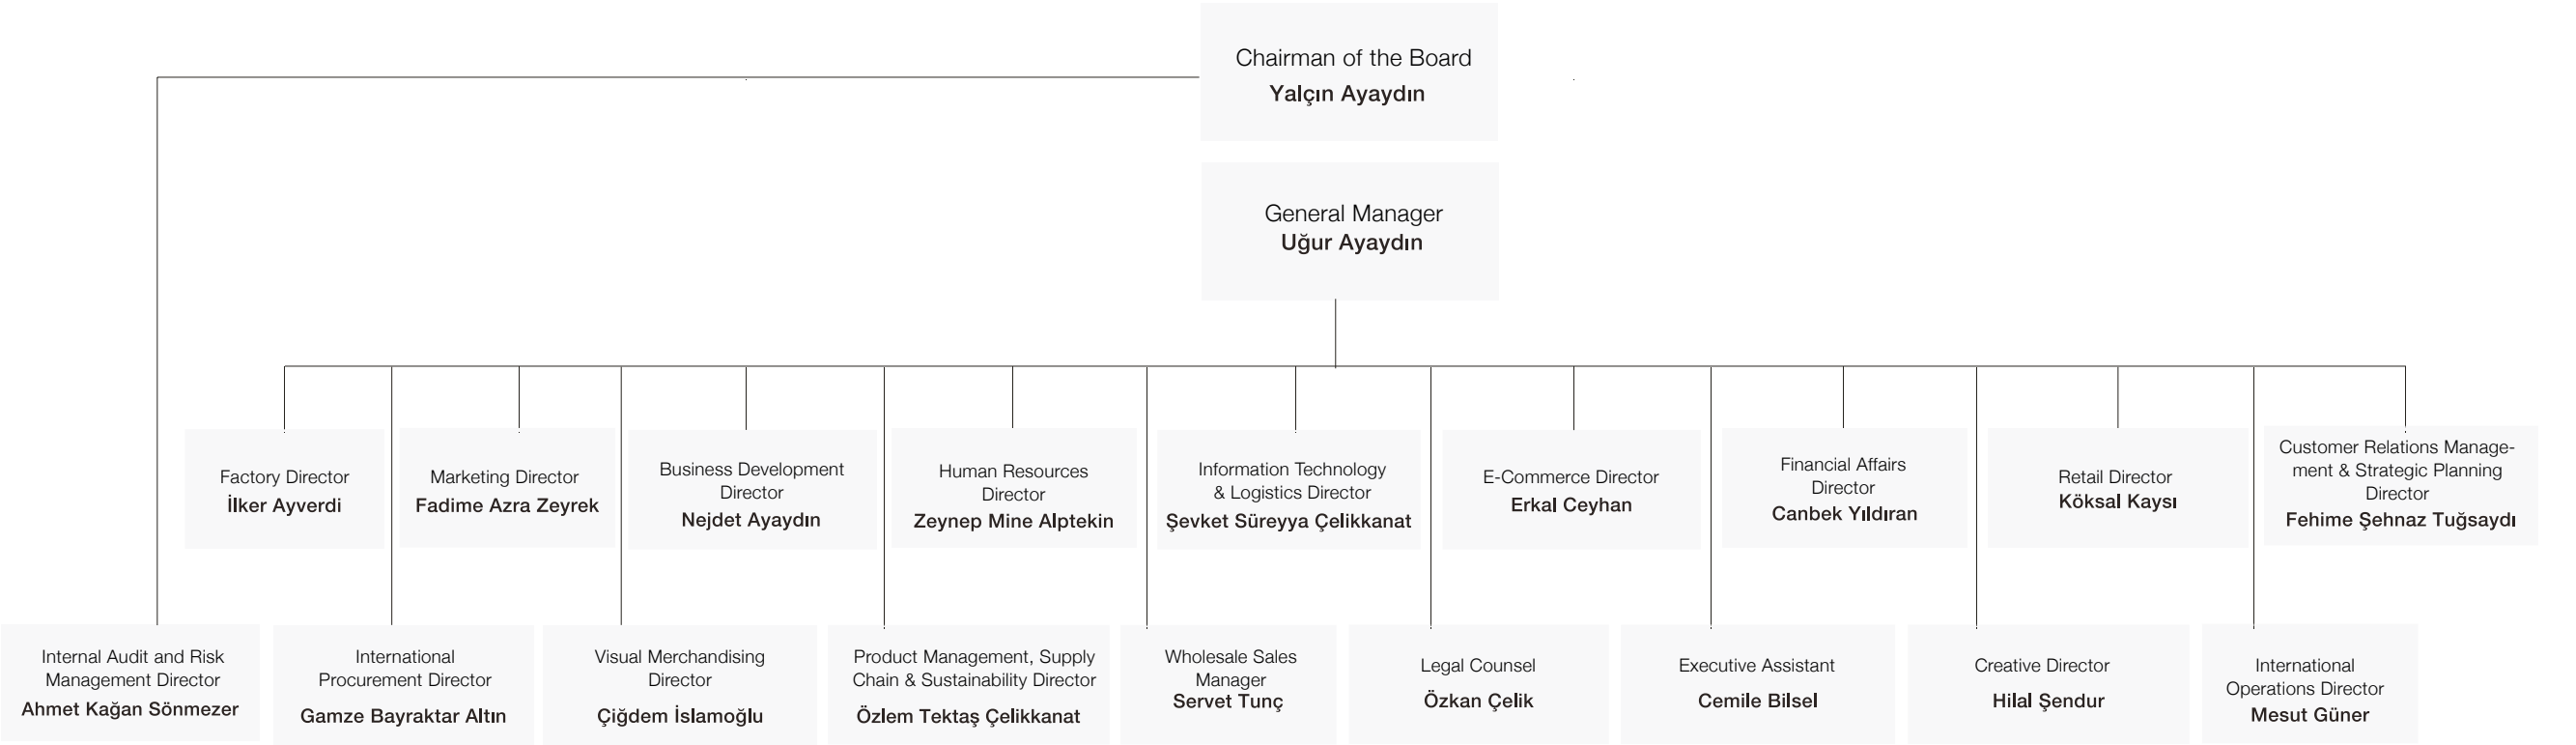 Chairman of the Board
Yalçın Ayaydın
General Manager
Uğur Ayaydın
Factory Director
İlker Ayverdi
Marketing Director
Fadime Azra Zeyrek
Business Development
Director
Nejdet Ayaydın
Human Resources
Director
Zeynep Mine Alptekin
Information Technology
& Logistics Director
Şevket Süreyya Çelikkanat
E-Commerce Director
Erkal Ceyhan
Financial Affairs
Director
Canbek Yıldıran
Retail Director
Köksal Kaysı
Customer Relations Manage-
ment & Strategic Planning
Director
Fehime Şehnaz Tuğsaydı
Internal Audit and Risk
Management Director
Ahmet Kağan Sönmezer
International
Procurement Director
Gamze Bayraktar Altın
Visual Merchandising
Director
Çiğdem İslamoğlu
Product Management, Supply
Chain & Sustainability Director
Özlem Tektaş Çelikkanat
Wholesale Sales
Manager
Servet Tunç
Legal Counsel
Özkan Çelik
Executive Assistant
Cemile Bilsel
Creative Director
Hilal Şendur
International
Operations Director
Mesut Güner